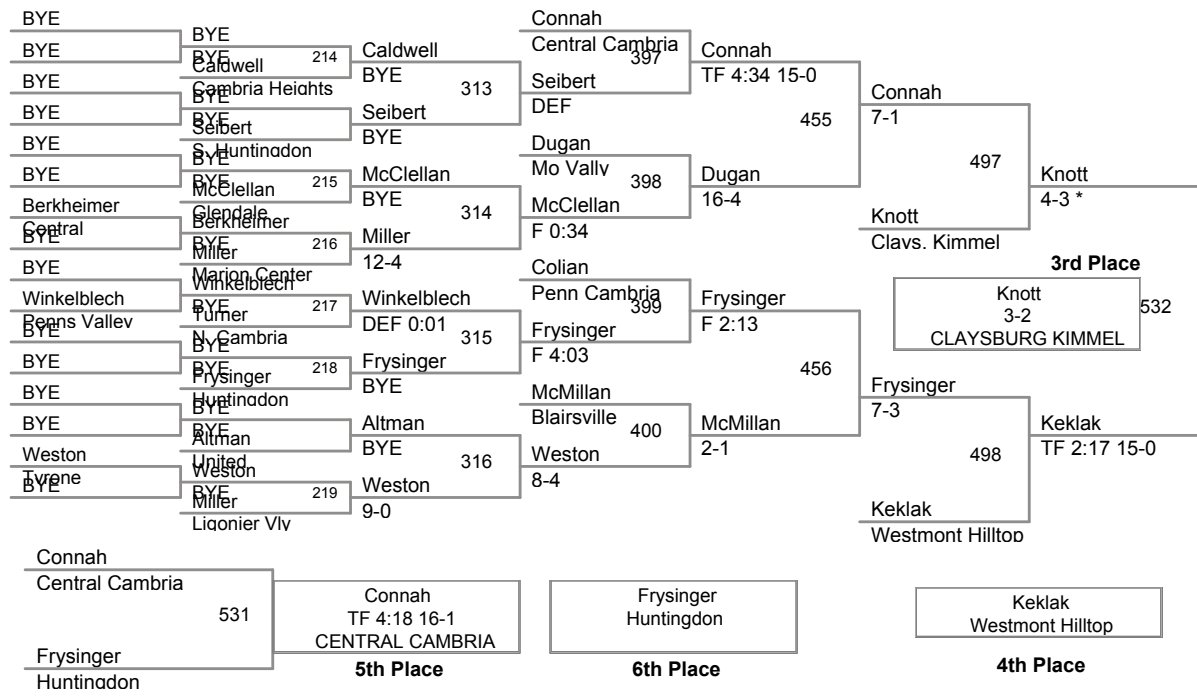 BYE
BYE
BYE
BYE
BYE
BYE
Berkheimer
Central
BYE
BYE
Winkelblech
Penns Valley
BYE
BYE
BYE
BYE
Weston
Tyrone
BYE
BYE
BYE
214
Caldwell
Cambria Heights
BYE
BYE
Seibert
S. Huntingdon
BYE
BYE
215
McClellan
Glendale
Berkheimer
BYE
216
Miller
Marion Center
Winkelblech
BYE
217
Turner
N. Cambria
BYE
BYE
218
Frysinger
Huntingdon
BYE
BYE
Altman
United
Weston
BYE
219
Miller
Ligonier Vly
Caldwell
BYE
313
Seibert
BYE
McClellan
BYE
314
Miller
12-4
Winkelblech
DEF 0:01
315
Frysinger
BYE
Altman
BYE
316
Weston
9-0
Connah
Central Cambria
397
Seibert
DEF
Dugan
Mo Vally
398
McClellan
F 0:34
Colian
Penn Cambria
399
Frysinger
F 4:03
McMillan
Blairsville
400
Weston
8-4
Connah
TF 4:34 15-0
455
Dugan
16-4
Frysinger
F 2:13
456
McMillan
2-1
Connah
7-1
497
Knott
Clays. Kimmel
Frysinger
7-3
498
Keklak
Westmont Hilltop
Knott
4-3 *
3rd Place
Knott
3-2
CLAYSBURG KIMMEL
532
Keklak
TF 2:17 15-0
Connah
Central Cambria
531
Frysinger
Huntingdon
Connah
TF 4:18 16-1
CENTRAL CAMBRIA
5th Place
Frysinger
Huntingdon
6th Place
Keklak
Westmont Hilltop
4th Place